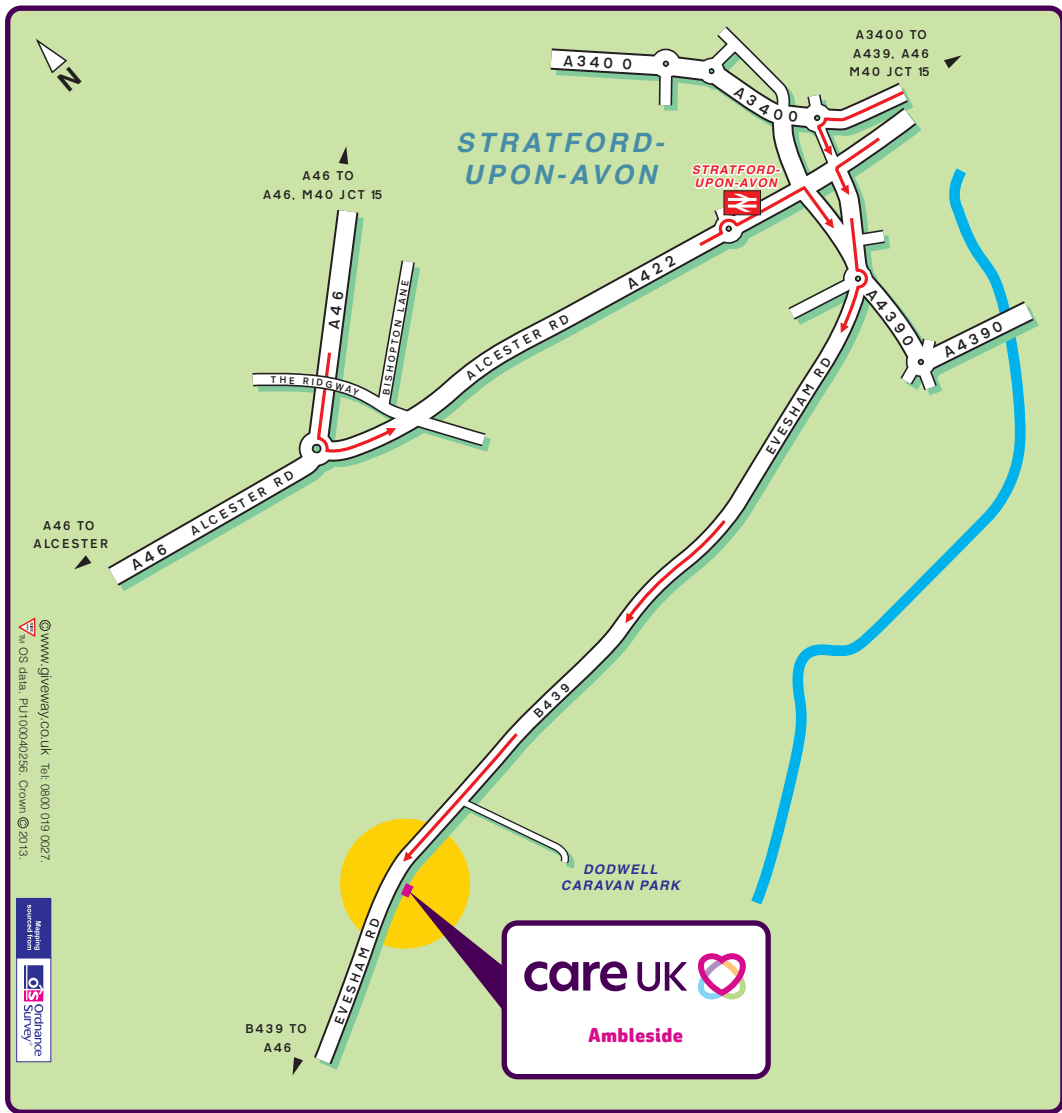 N
A340 0
A3400
A3400 TO
A439, A46
M40 JCT 15
STRATFORD-
UPON-AVON
STRATFORD-
UPON-AVON
A46 TO
A46, M40 JCT 15
A46
BISHOPTON LANE
THE RIDGWAY
ALCESTER RD
A422
A4390
A4390
EVESHAM RD
A46 TO
ALCESTER
A46
ALCESTER RD
B439
DODWELL
CARAVAN PARK
EVESHAM RD
B439 TO
A46
care UK
Ambleside
©www.giveway.co.uk Tel: 0800 019 0027.
TM OS data. PU100040256. Crown © 2013.
Mapping
sourced from
OS Ordnance
Survey®